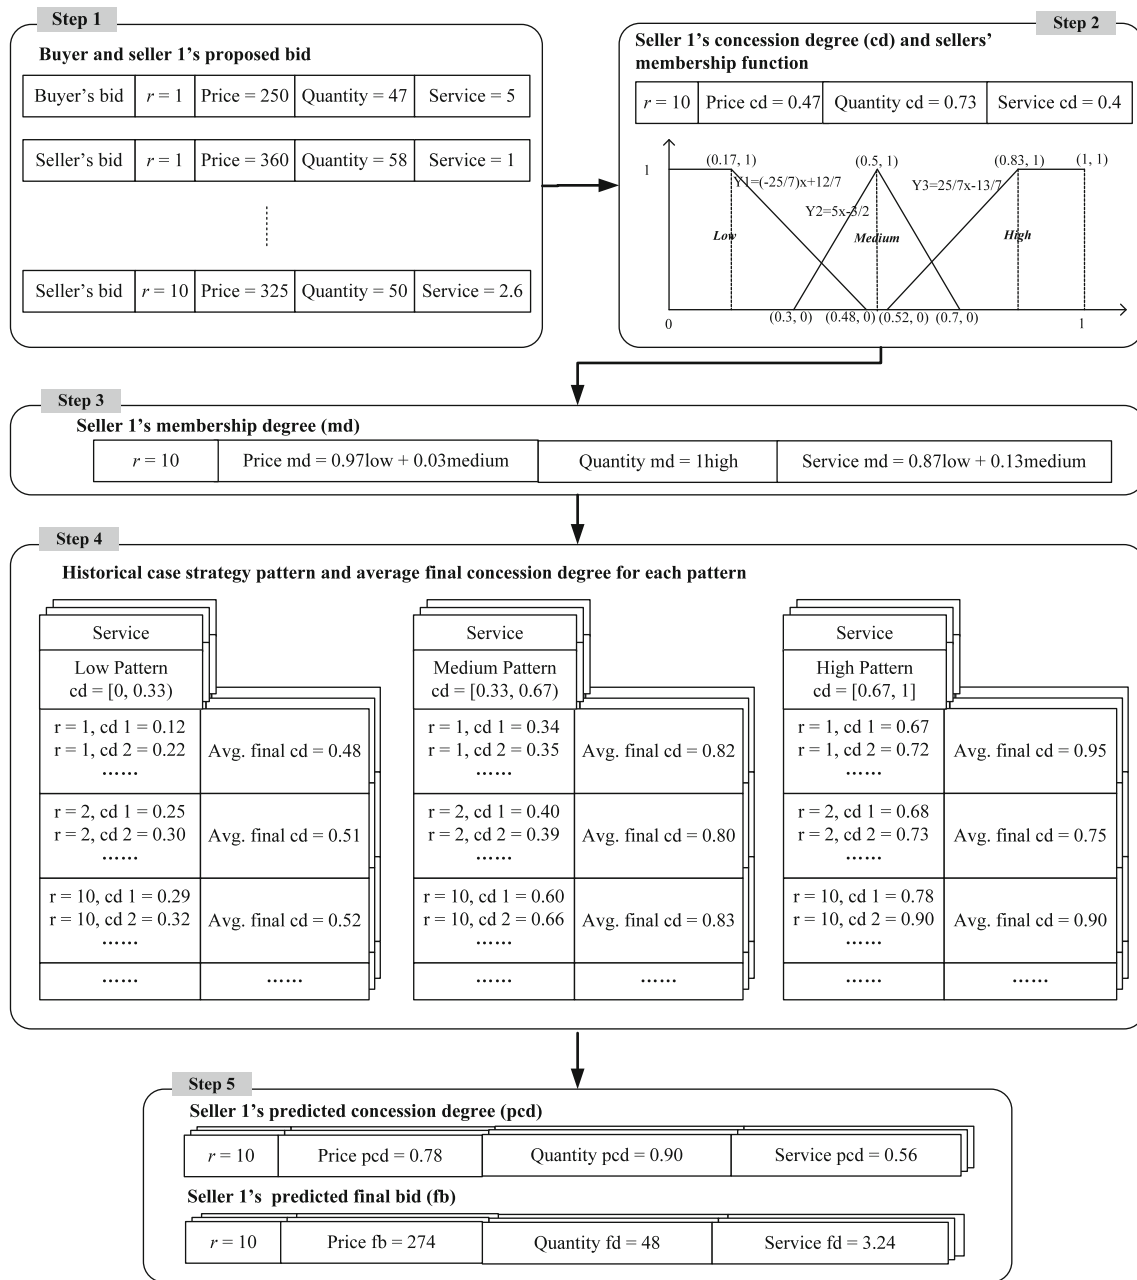 Step 1
Buyer and seller 1's proposed bid
Buyer's bid r = 1 Price = 250 Quantity = 47 Service = 5
Seller's bid r = 1 Price = 360 Quantity = 58 Service = 1
Seller's bid r = 10 Price = 325 Quantity = 50 Service = 2.6
Step 2
Seller 1's concession degree (cd) and sellers'
membership function
r = 10 Price cd = 0.47 Quantity cd = 0.73 Service cd = 0.4
(0.17, 1) (0.5, 1) (0.83, 1) (1, 1)
1
Y1=(-25/7)x+12/7 Y3=25/7x-13/7
Y2=5x-3/2
Low Medium High
(0.3, 0) (0.48, 0) (0.52, 0) (0.7, 0)
0 1
Step 3
Seller 1's membership degree (md)
r = 10 Price md = 0.97low + 0.03medium Quantity md = 1high Service md = 0.87low + 0.13medium
Step 4
Historical case strategy pattern and average final concession degree for each pattern
Service
Low Pattern
cd = [0, 0.33)
r = 1, cd 1 = 0.12
r = 1, cd 2 = 0.22
......
Avg. final cd = 0.48
r = 2, cd 1 = 0.25
r = 2, cd 2 = 0.30
......
Avg. final cd = 0.51
r = 10, cd 1 = 0.29
r = 10, cd 2 = 0.32
......
Avg. final cd = 0.52
...... ......
Service
Medium Pattern
cd = [0.33, 0.67)
r = 1, cd 1 = 0.34
r = 1, cd 2 = 0.35
......
Avg. final cd = 0.82
r = 2, cd 1 = 0.40
r = 2, cd 2 = 0.39
......
Avg. final cd = 0.80
r = 10, cd 1 = 0.60
r = 10, cd 2 = 0.66
......
Avg. final cd = 0.83
...... ......
Service
High Pattern
cd = [0.67, 1]
r = 1, cd 1 = 0.67
r = 1, cd 2 = 0.72
......
Avg. final cd = 0.95
r = 2, cd 1 = 0.68
r = 2, cd 2 = 0.73
......
Avg. final cd = 0.75
r = 10, cd 1 = 0.78
r = 10, cd 2 = 0.90
......
Avg. final cd = 0.90
...... ......
Step 5
Seller 1's predicted concession degree (pcd)
r = 10 Price pcd = 0.78 Quantity pcd = 0.90 Service pcd = 0.56
Seller 1's predicted final bid (fb)
r = 10 Price fb = 274 Quantity fd = 48 Service fd = 3.24